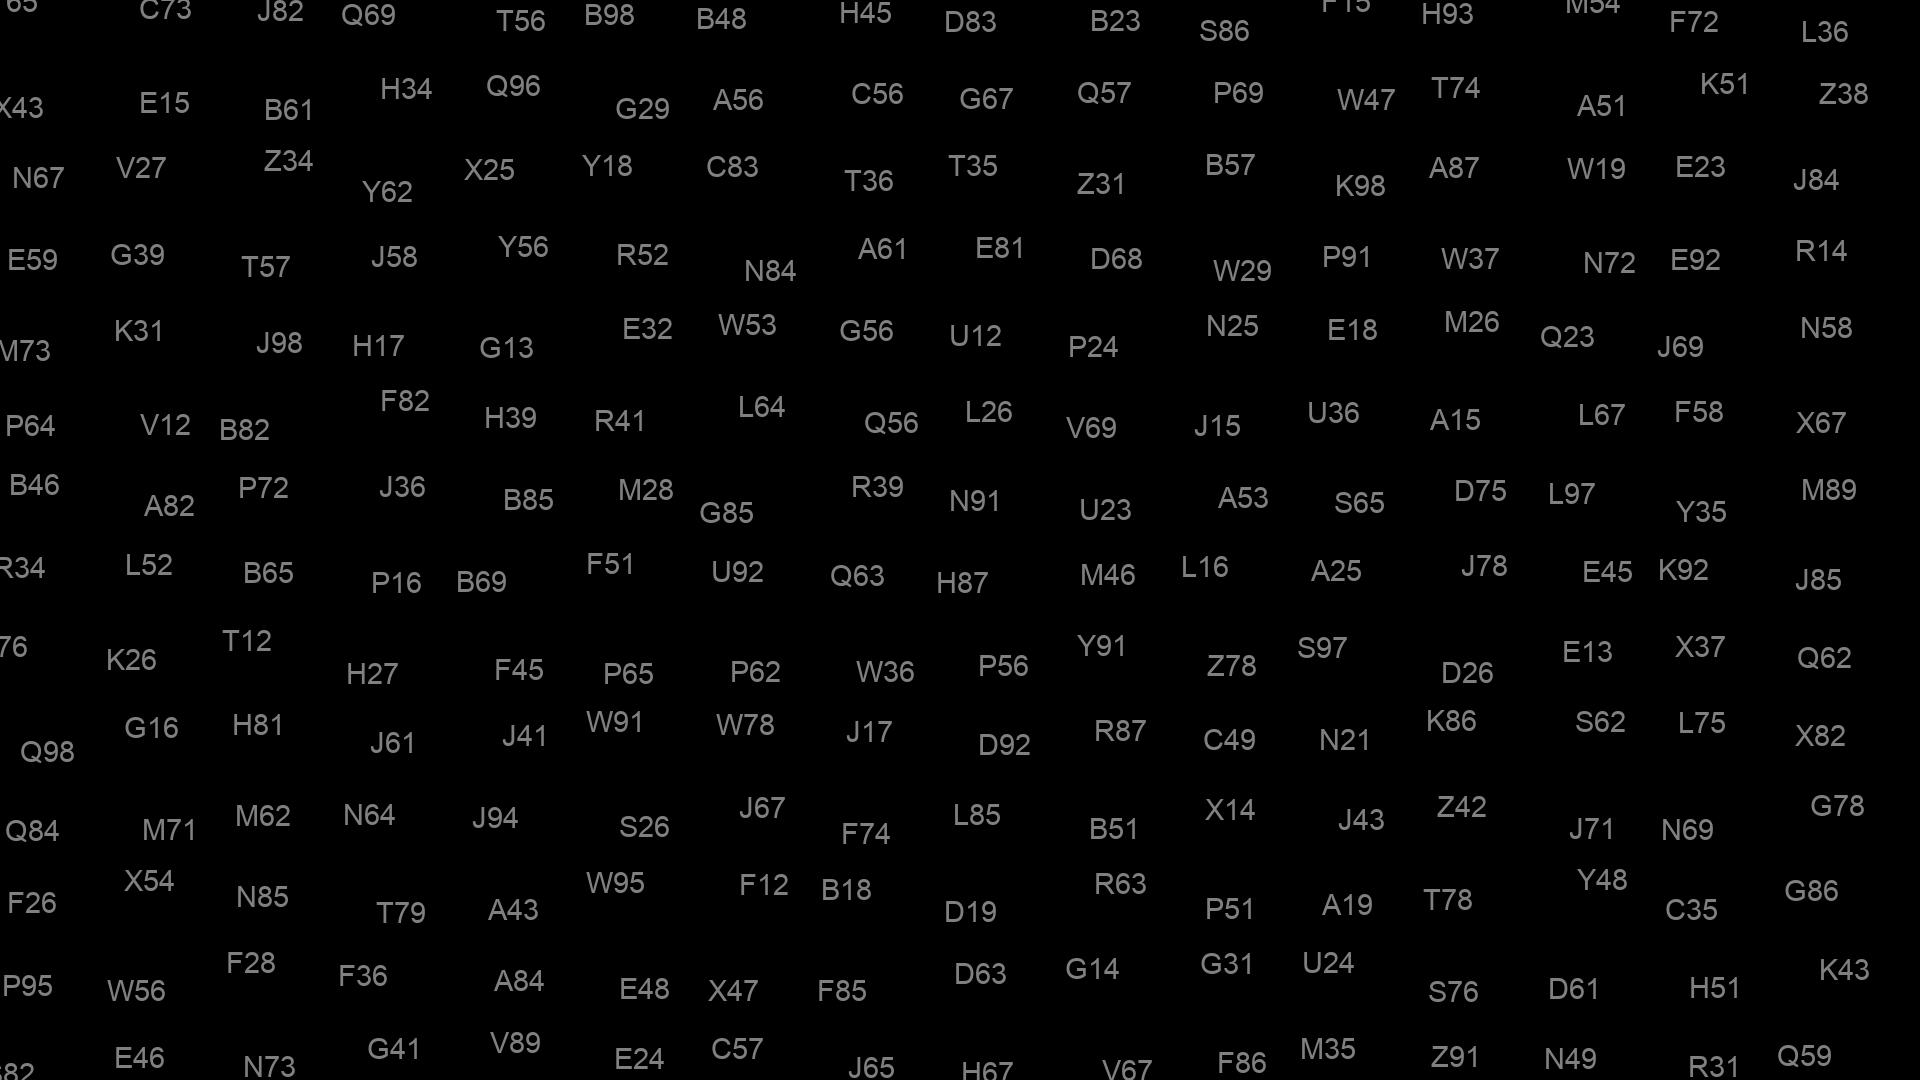 65 C73 J82 Q69 T56 B98 B48 H45 D83 B23 S86 F15 H93 M54 F72 L36
X43 E15 B61 H34 Q96 G29 A56 C56 G67 Q57 P69 W47 T74 A51 K51 Z38
N67 V27 Z34 Y62 X25 Y18 C83 T36 T35 Z31 B57 K98 A87 W19 E23 J84
E59 G39 T57 J58 Y56 R52 N84 A61 E81 D68 W29 P91 W37 N72 E92 R14
M73 K31 J98 H17 G13 E32 W53 G56 U12 P24 N25 E18 M26 Q23 J69 N58
P64 V12 B82 F82 H39 R41 L64 Q56 L26 V69 J15 U36 A15 L67 F58 X67
B46 A82 P72 J36 B85 M28 G85 R39 N91 U23 A53 S65 D75 L97 Y35 M89
R34 L52 B65 P16 B69 F51 U92 Q63 H87 M46 L16 A25 J78 E45 K92 J85
76 K26 T12 H27 F45 P65 P62 W36 P56 Y91 Z78 S97 D26 E13 X37 Q62
Q98 G16 H81 J61 J41 W91 W78 J17 D92 R87 C49 N21 K86 S62 L75 X82
Q84 M71 M62 N64 J94 S26 J67 F74 L85 B51 X14 J43 Z42 J71 N69 G78
F26 X54 N85 T79 A43 W95 F12 B18 D19 R63 P51 A19 T78 Y48 C35 G86
P95 W56 F28 F36 A84 E48 X47 F85 D63 G14 G31 U24 S76 D61 H51 K43
E46 N73 G41 V89 E24 C57 J65 H67 V67 F86 M35 Z91 N49 R31 Q59